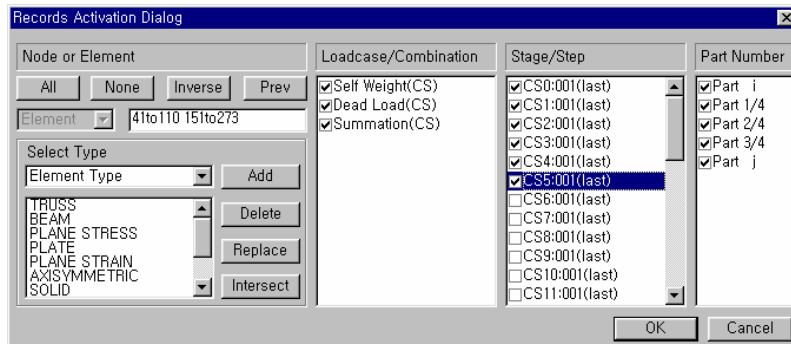 Records Activation Dialog
Node or Element
All None Inverse Prev
Element 41to110 151to273
Select Type
Element Type Add
TRUSS
BEAM
PLANE STRESS
PLATE
PLANE STRAIN
AXISYMMETRIC
SOLID
Delete
Replace
Intersect
Loadcase/Combination
Self Weight(CS)
Dead Load(CS)
Summation(CS)
Stage/Step
CS0:001(last)
CS1:001(last)
CS2:001(last)
CS3:001(last)
CS4:001(last)
CS5:001(last)
CS6:001(last)
CS7:001(last)
CS8:001(last)
CS9:001(last)
CS10:001(last)
CS11:001(last)
Part Number
Part i
Part 1/4
Part 2/4
Part 3/4
Part j
OK Cancel